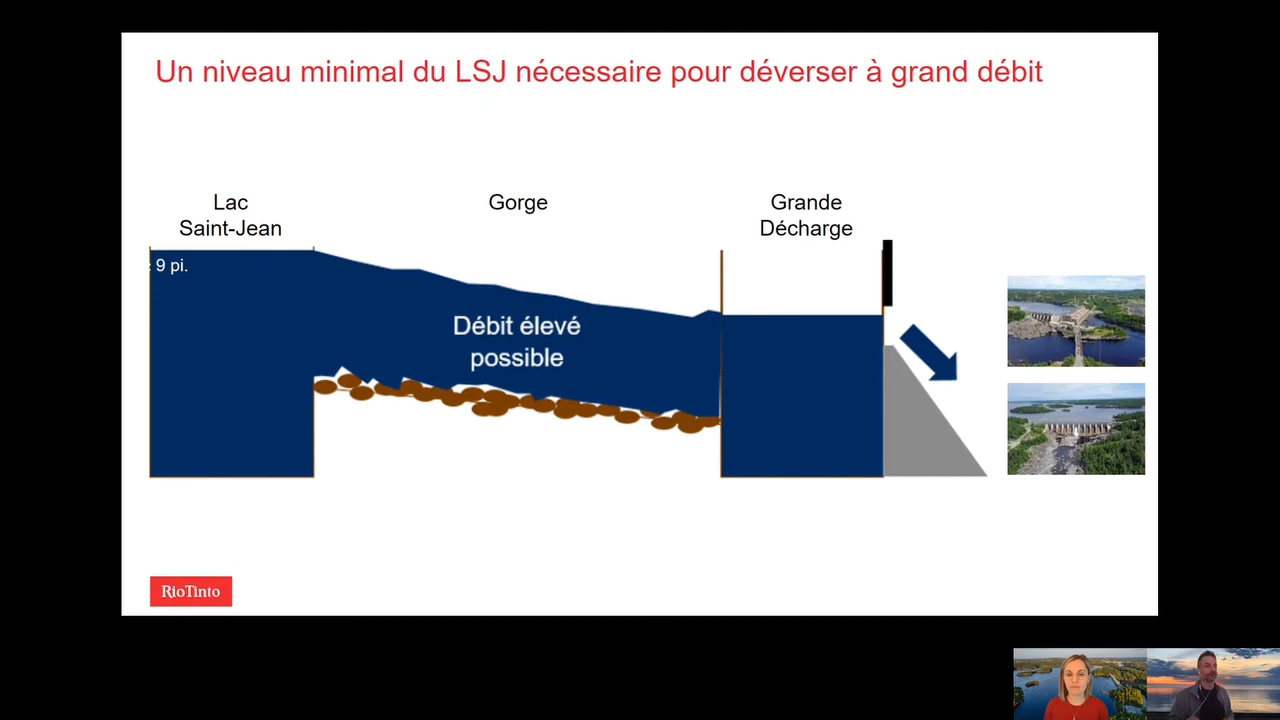 Un niveau minimal du LSJ nécessaire pour déverser à grand débit
Lac
Saint-Jean
Gorge
Grande
Décharge
: 9 pi.
Débit élevé
possible
RioTinto